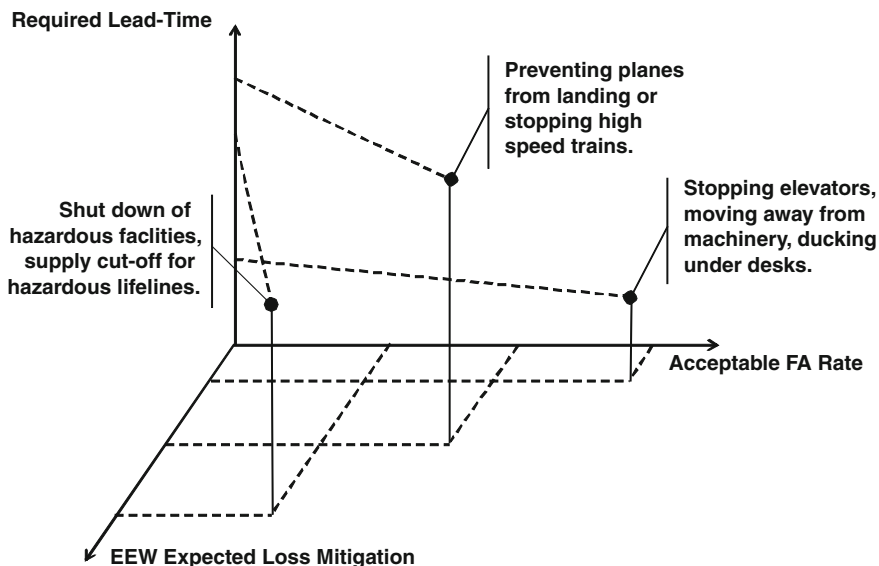 Required Lead-Time
Preventing planes
from landing or
stopping high
speed trains.
Stopping elevators,
moving away from
machinery, ducking
under desks.
Shut down of
hazardous faclities,
supply cut-off for
hazardous lifelines.
Acceptable FA Rate
EEW Expected Loss Mitigation